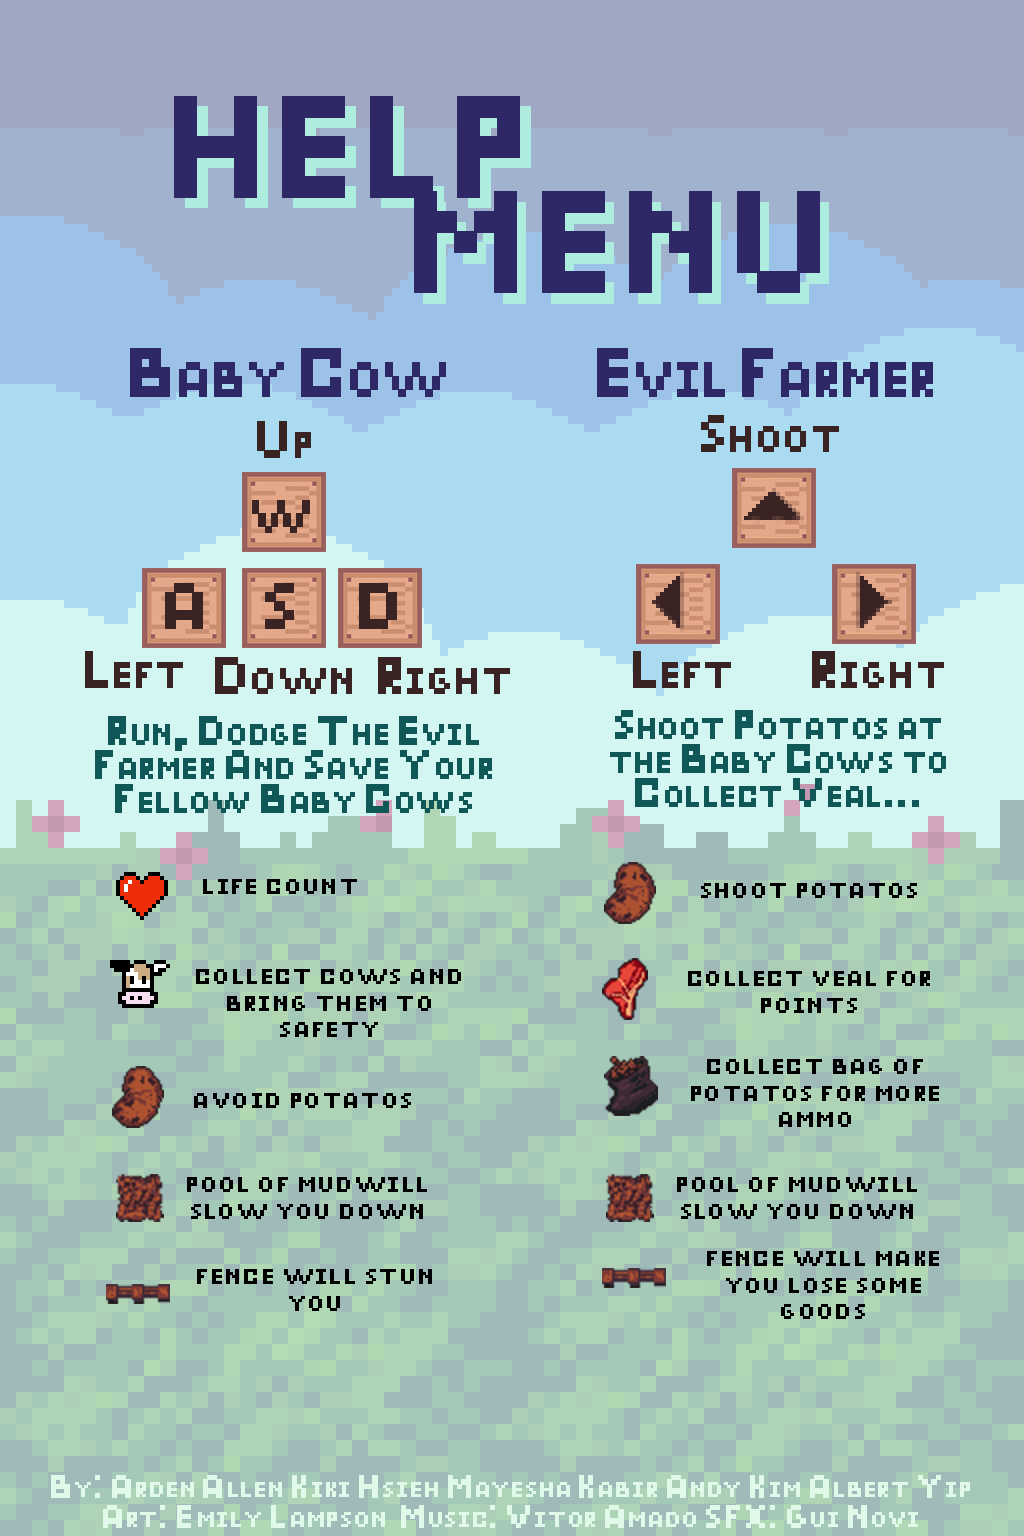 HELP
MENU
BABY COW
UP
W
A S D
LEFT DOWN RIGHT
RUN, DODGE THE EVIL
FARMER AND SAVE YOUR
FELLOW BABY COWS
LIFE COUNT
COLLECT COWS AND
BRING THEM TO
SAFETY
AVOID POTATOS
POOL OF MUD WILL
SLOW YOU DOWN
FENCE WILL STUN
YOU
EVIL FARMER
SHOOT
LEFT RIGHT
SHOOT POTATOS AT
THE BABY COWS TO
COLLECT VEAL...
SHOOT POTATOS
COLLECT VEAL FOR
POINTS
COLLECT BAG OF
POTATOS FOR MORE
AMMO
POOL OF MUD WILL
SLOW YOU DOWN
FENCE WILL MAKE
YOU LOSE SOME
GOODS
BY: ARDEN ALLEN KIKI HSIEH MAYESHA KABIR ANDY KIM ALBERT YIP
ART: EMILY LAMPSON MUSIC: VITOR AMADO SFX: GUI NOVI